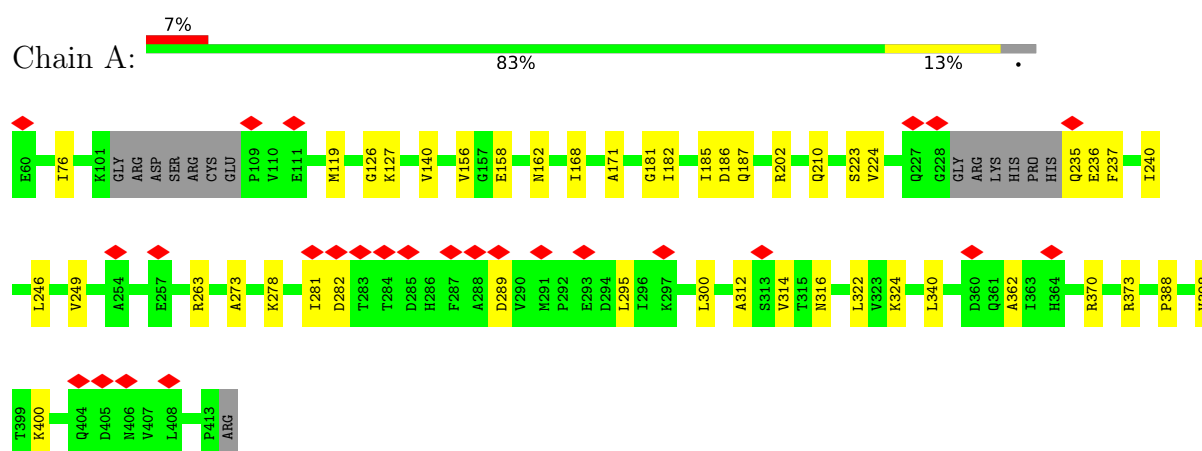 7%
Chain A:
83% 13% •
E60 I76 K101 GLY ARG ASP SER ARG CYS GLU P109 V110 E111 M119 G126 K127 V140 V156 G157 E158 N162 I168 A171 G181 I182 I185 D186 Q187 R202 Q210 S223 V224 Q227 G228 GLY ARG LYS HIS PRO HIS Q235 E236 F237 I240
L246 V249 A254 E257 R263 A273 K278 I281 D282 T283 T284 D285 H286 F287 A288 D289 V290 M291 P292 E293 D294 L295 I296 K297 L300 A312 S313 V314 T315 N316 L322 V323 K324 L340 D360 Q361 A362 I363 H364 R370 R373 P388
T399 K400 Q404 D405 N406 V407 L408 P413 ARG